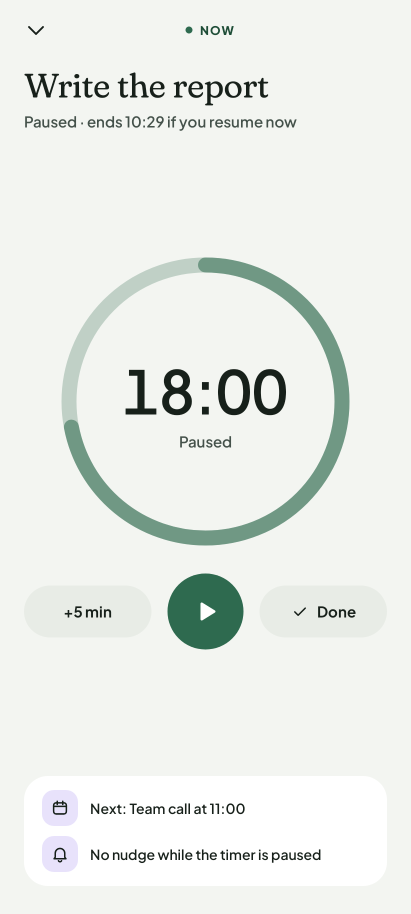 NOW
Write the report
Paused · ends 10:29 if you resume now
18:00
Paused
+5 min
Done
Next: Team call at 11:00
No nudge while the timer is paused